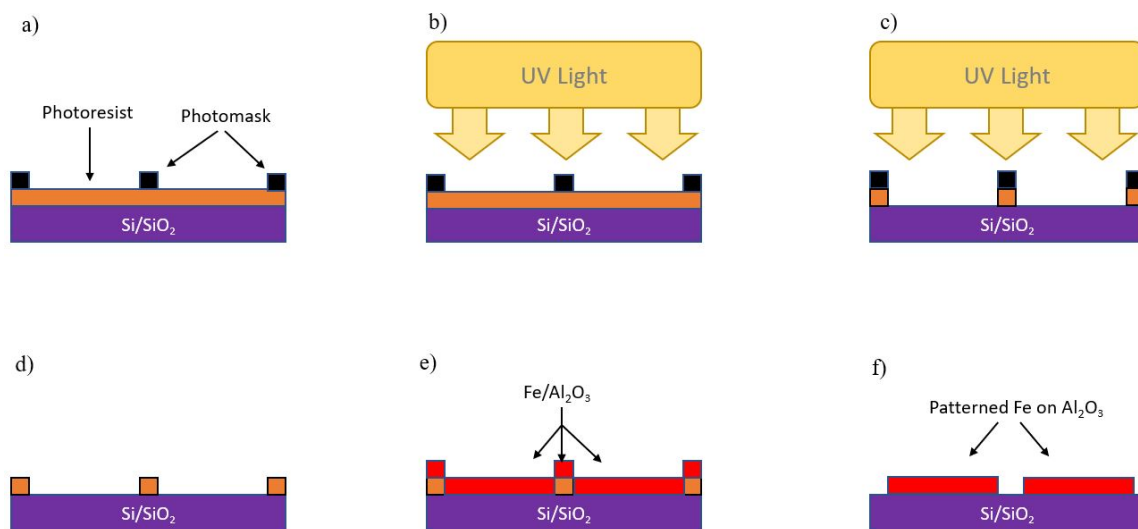 a)
Photoresist
Photomask
Si/SiO₂
b)
UV Light
Si/SiO₂
c)
UV Light
Si/SiO₂
d)
Si/SiO₂
e)
Fe/Al₂O₃
Si/SiO₂
f)
Patterned Fe on Al₂O₃
Si/SiO₂